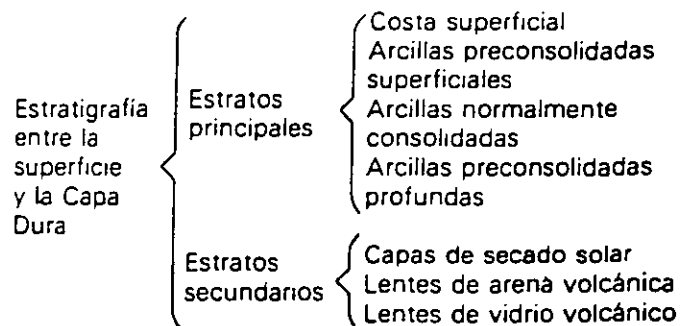 Estratigrafía
entre la
superficie
y la Capa
Dura
Estratos
principales
Costa superficial
Arcillas preconsolidadas
superficiales
Arcillas normalmente
consolidadas
Arcillas preconsolidadas
profundas
Estratos
secundarios
Capas de secado solar
Lentes de arena volcánica
Lentes de vidrio volcánico